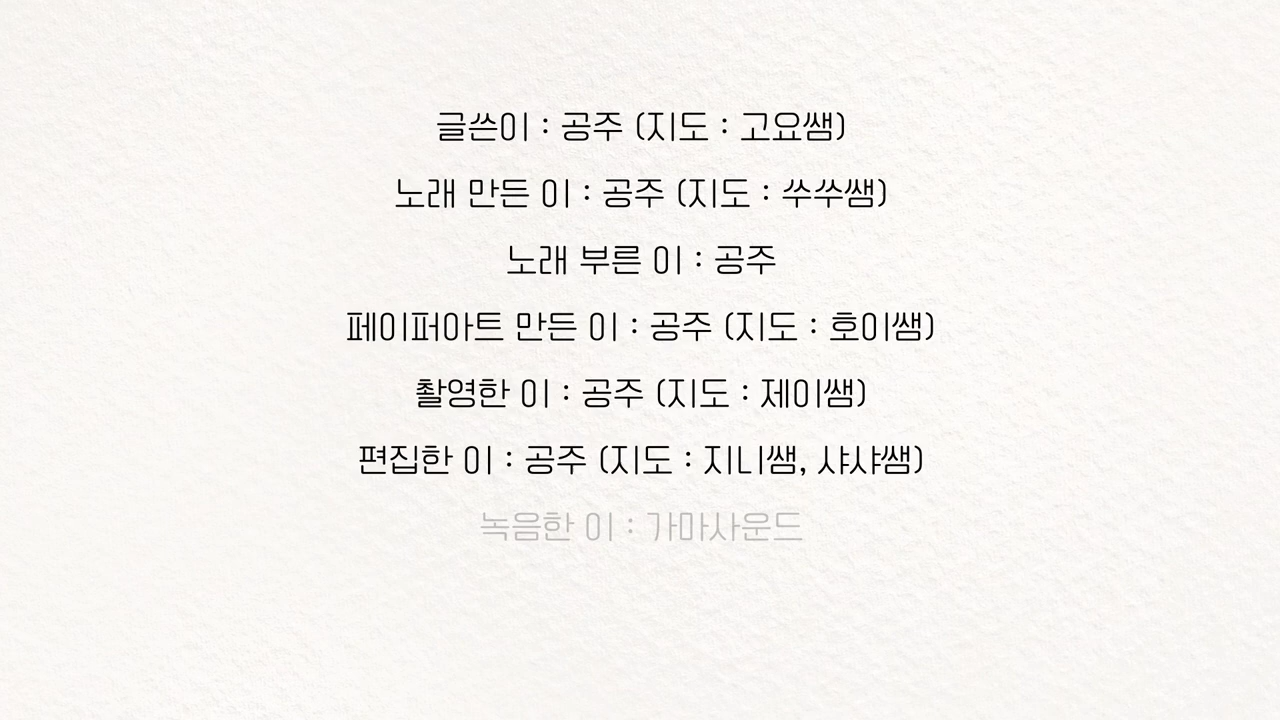 글쓴이 : 공주 (지도 : 고요쌤)
노래 만든 이 : 공주 (지도 : 쑤쑤쌤)
노래 부른 이 : 공주
페이퍼아트 만든 이 : 공주 (지도 : 호이쌤)
촬영한 이 : 공주 (지도 : 제이쌤)
편집한 이 : 공주 (지도 : 지니쌤, 샤샤쌤)
녹음한 이 : 가마사운드